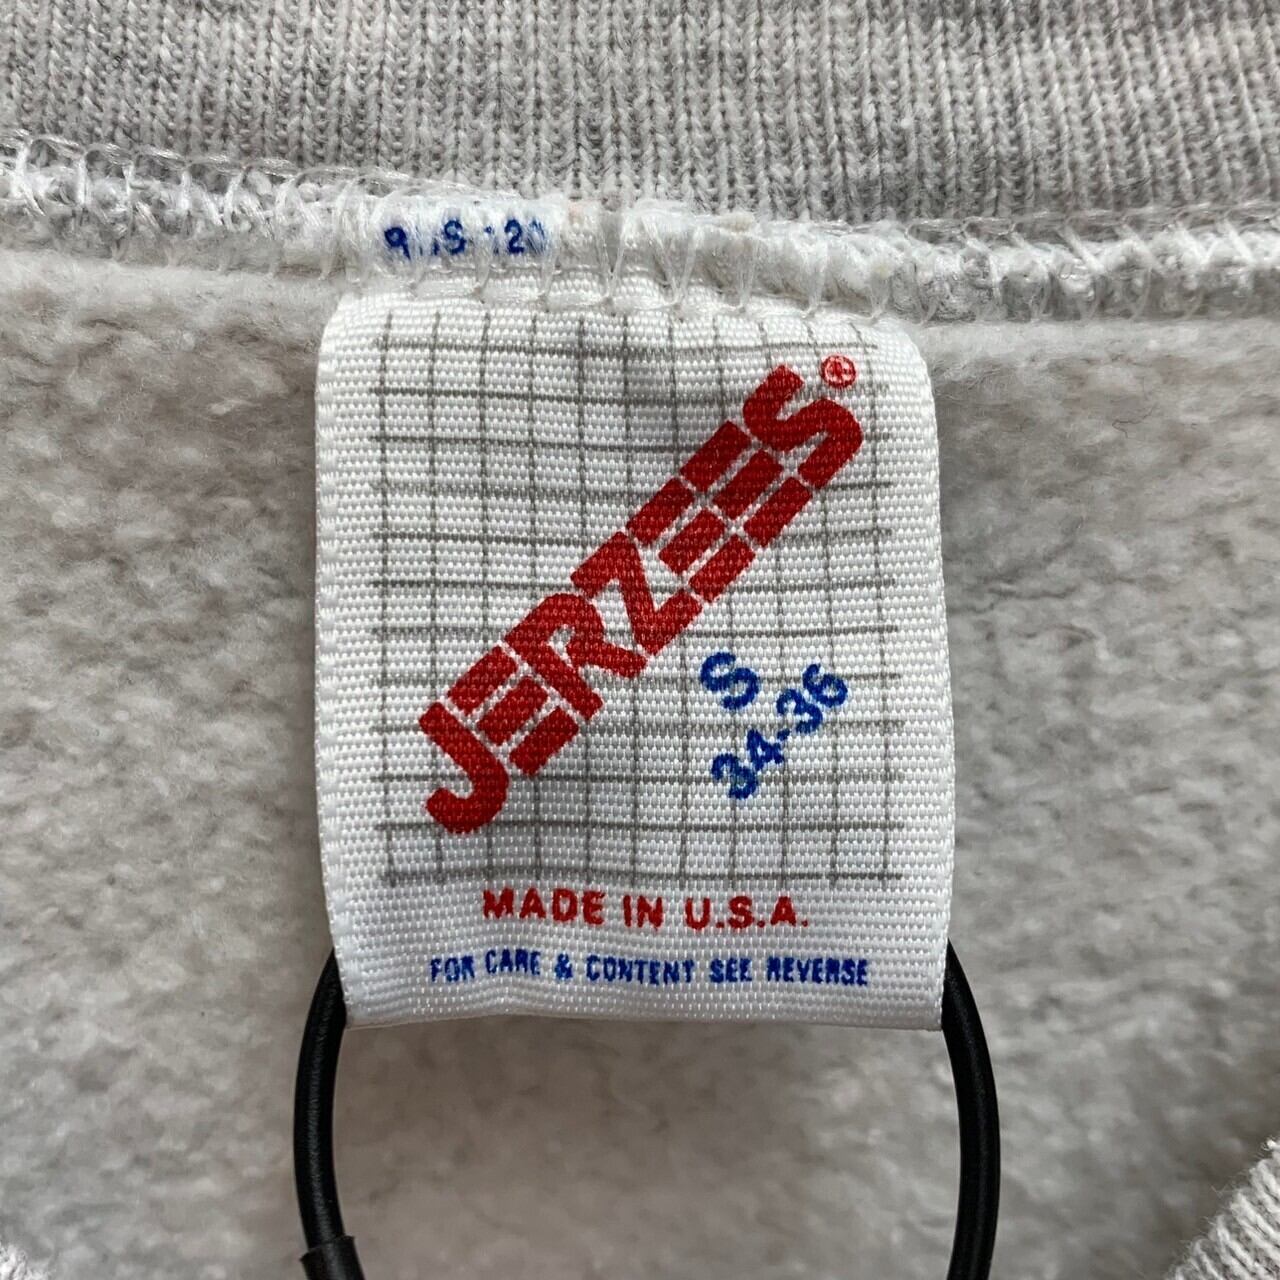 JERZEES®
S
34-36
MADE IN U.S.A.
FOR CARE & CONTENT SEE REVERSE